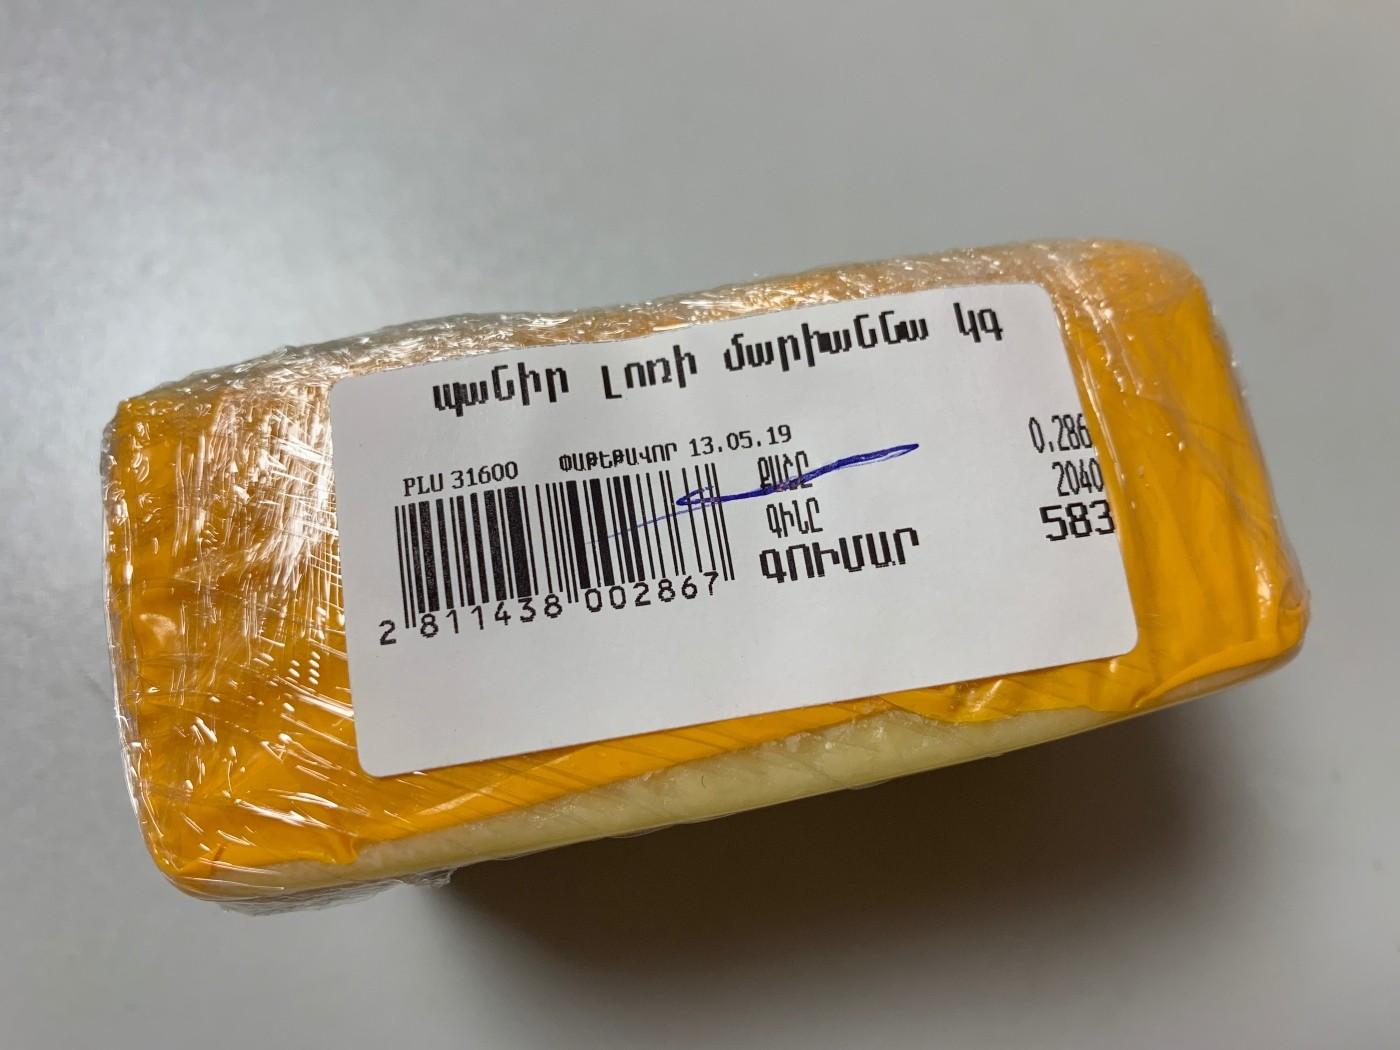 պանիր լոռի մարիաննա կգ
PLU 31600 ՓԱԹԵԹԱՎՈՐ 13.05.19
ՔԱՇԸ 0.286
ԳԻՆԸ 2040
ԳՈՒՄԱՐ 583
2 811438 002867